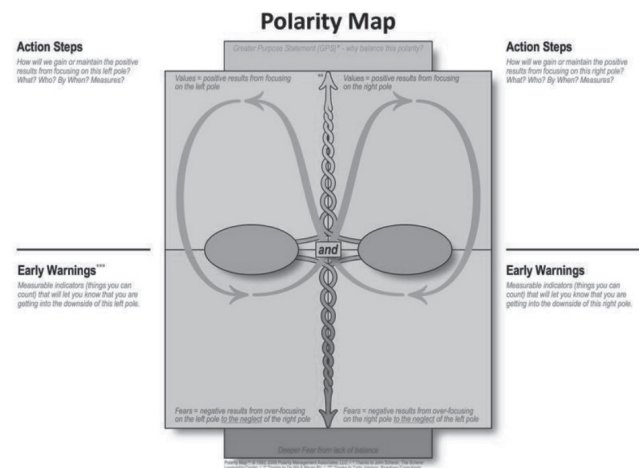 Polarity Map
Greater Purpose Statement (GPS)* - why balance this polarity?
Action Steps
How will we gain or maintain the positive
results from focusing on this left pole?
What? Who? By When? Measures?
Values = positive results from focusing
on the left pole
**
Values = positive results from focusing
on the right pole
Action Steps
How will we gain or maintain the positive
results from focusing on this right pole?
What? Who? By When? Measures?
and
Early Warnings***
Measurable indicators (things you can
count) that will let you know that you are
getting into the downside of this left pole.
Early Warnings
Measurable indicators (things you can
count) that will let you know that you are
getting into the downside of this right pole.
Fears = negative results from over-focusing
on the left pole to the neglect of the right pole
Fears = negative results from over-focusing
on the right pole to the neglect of the left pole
Deeper Fear from lack of balance